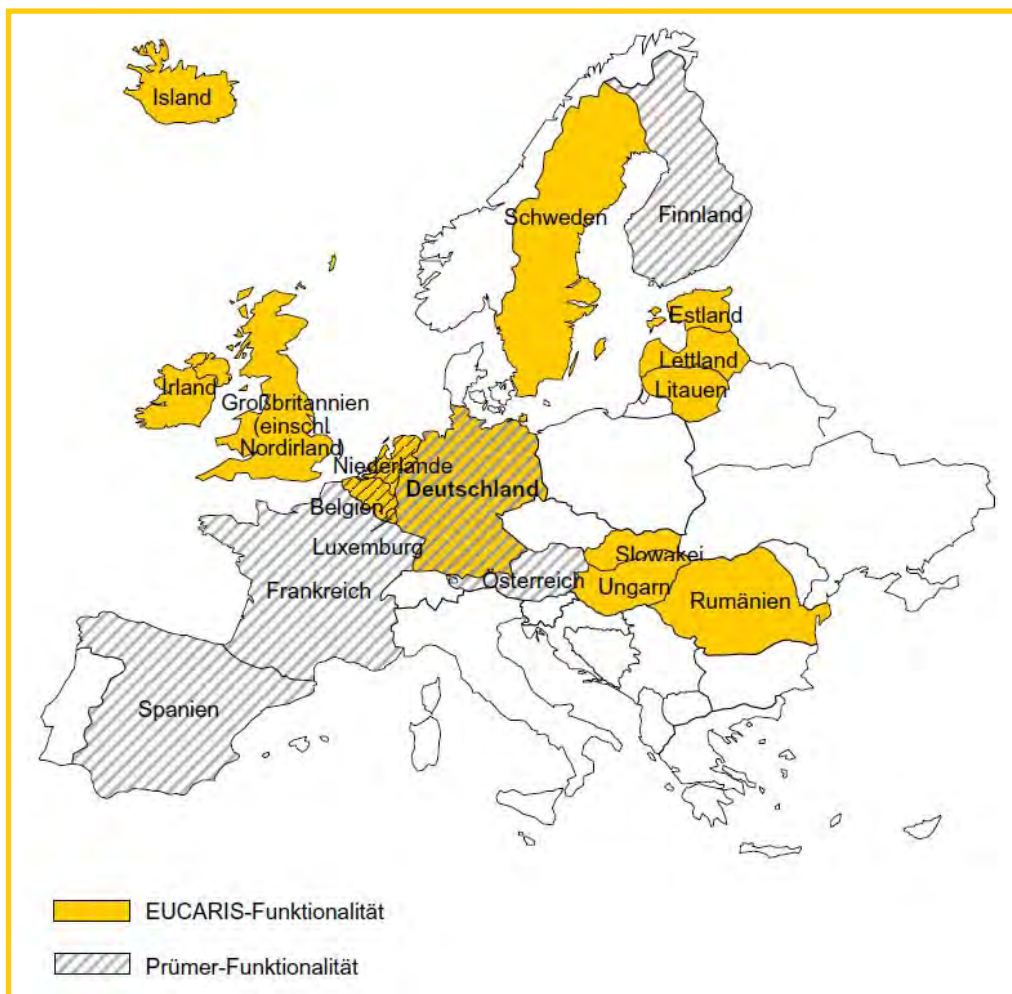 Island
Schweden
Finnland
Estland
Lettland
Litauen
Irland
Großbritannien
(einschl
Nordirland
Niederlande
Deutschland
Belgien
Luxemburg
Slowakei
Österreich
Ungarn
Frankreich
Rumänien
Spanien
EUCARIS-Funktionalität
Prümer-Funktionalität